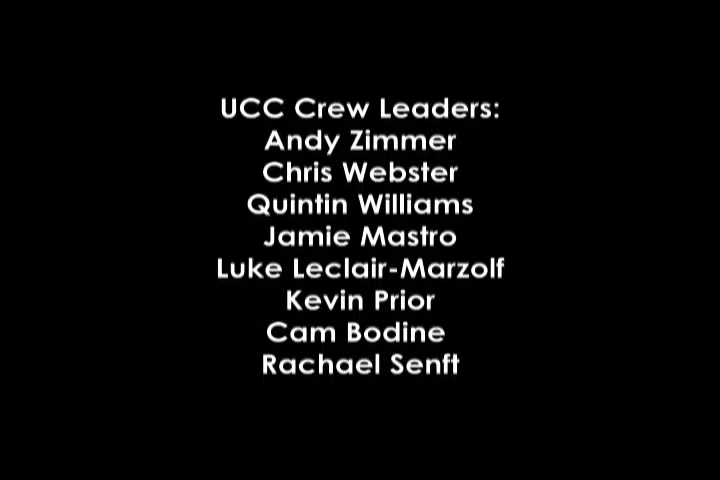 UCC Crew Leaders:
Andy Zimmer
Chris Webster
Quintin Williams
Jamie Mastro
Luke Leclair-Marzolf
Kevin Prior
Cam Bodine
Rachael Senft